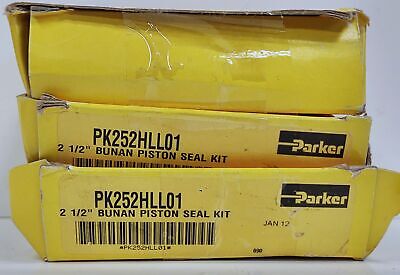 PK252HLL01
2 1/2" BUNAN PISTON SEAL KIT
Parker
PK252HLL01
2 1/2" BUNAN PISTON SEAL KIT
Parker
JAN 12
*PK252HLL01*
090